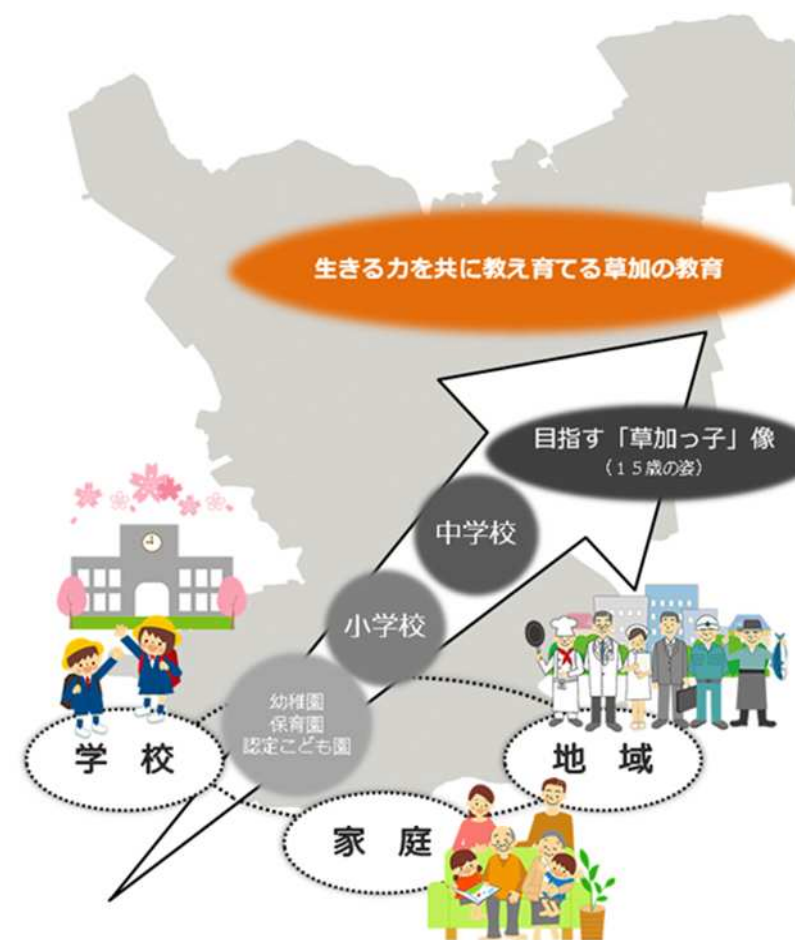 生きる力を共に教え育てる草加の教育
目指す「草加っ子」像
（１５歳の姿）
中学校
小学校
幼稚園
保育園
認定こども園
学 校
地 域
家 庭